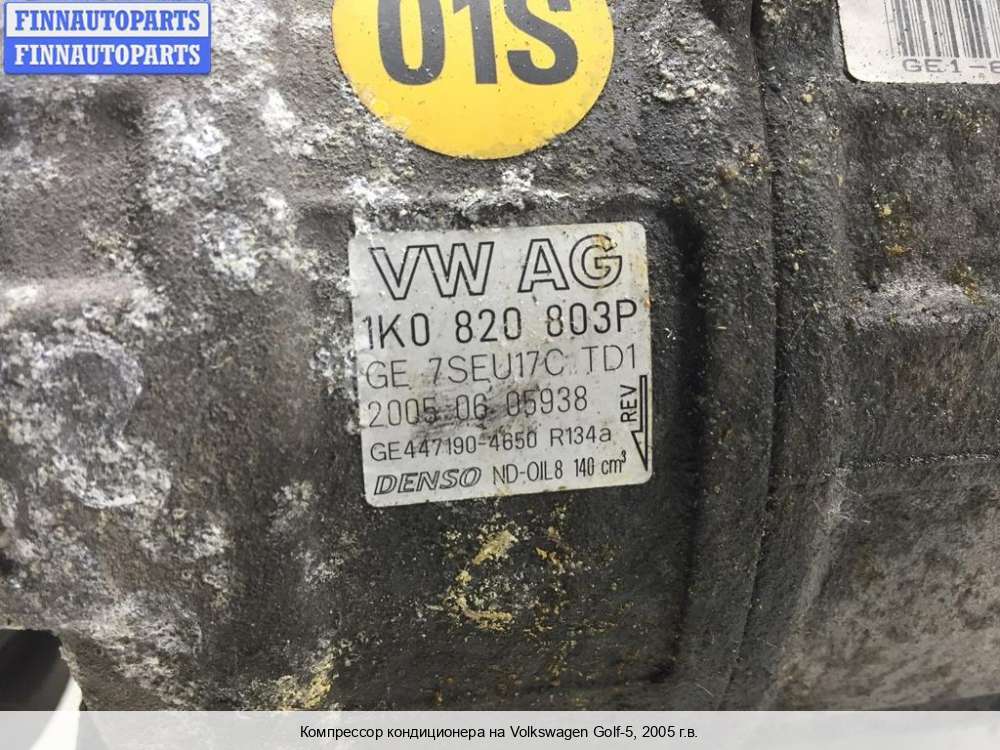 FINNAUTOPARTS
FINNAUTOPARTS
01S
GE1-
VW AG
1K0 820 803P
GE 7SEU17C TD1
2005 06 05938
REV
GE447190-4650 R134a
DENSO ND-OIL8 140 cm³
Компрессор кондиционера на Volkswagen Golf-5, 2005 г.в.